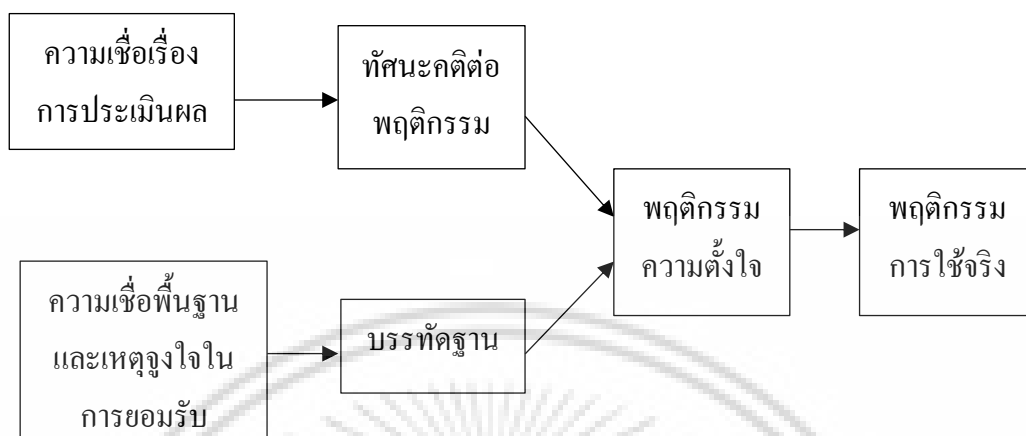 ความเชื่อเรื่อง
การประเมินผล
ทัศนะคติต่อ
พฤติกรรม
พฤติกรรม
ความตั้งใจ
พฤติกรรม
การใช้จริง
ความเชื่อพื้นฐาน
และเหตุจูงใจใน
การยอมรับ
บรรทัดฐาน